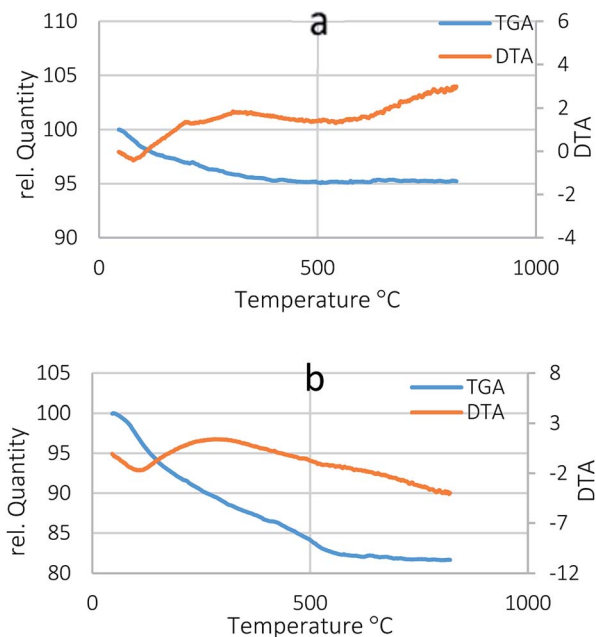 a
110
105
100
95
90
rel. Quantity
TGA
DTA
6
4
2
0
-2
-4
DTA
0
500
1000
Temperature °C
b
105
100
95
90
85
80
rel. Quantity
TGA
DTA
8
3
-2
-7
-12
DTA
0
500
1000
Temperature °C